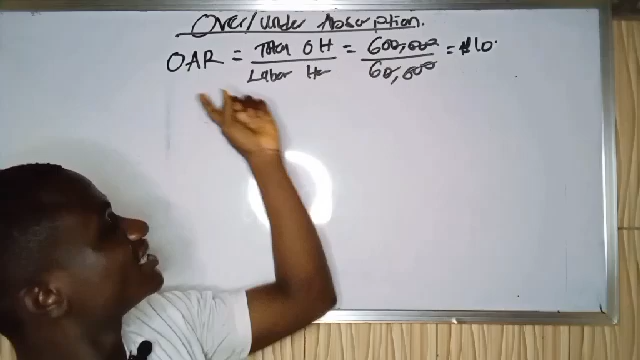 Over/Under Absorption.
OAR = Total OH / Labor Hr = 600,000 / 60,000 = $10.